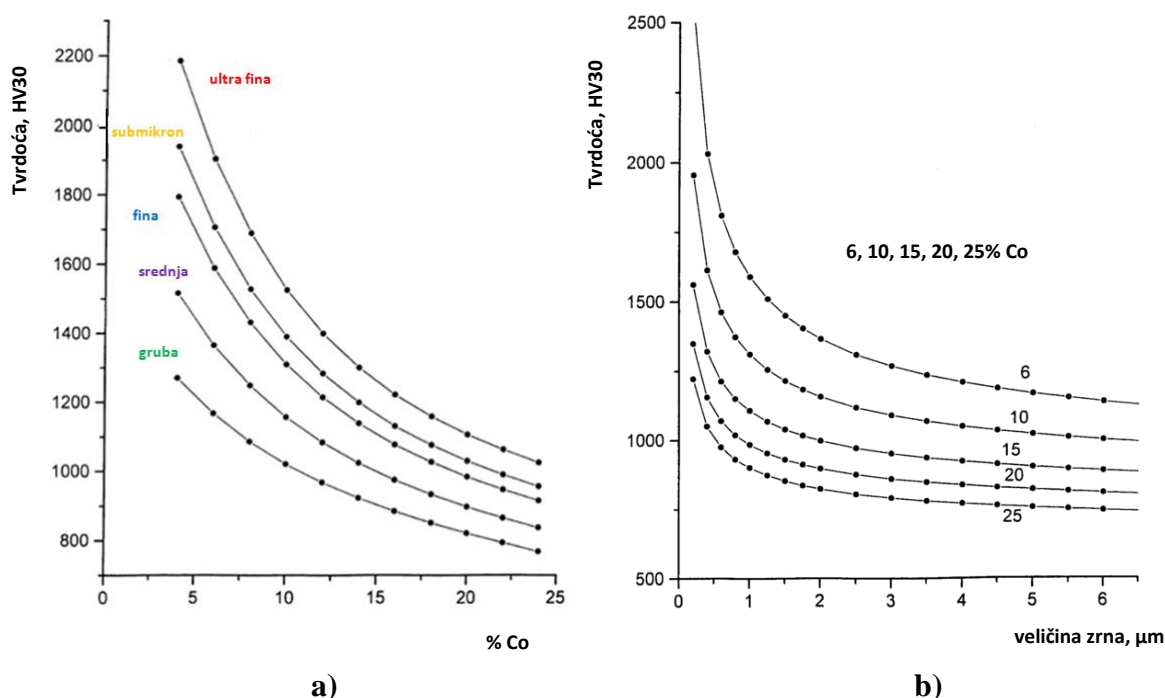 Tvrdoća, HV30
2200
2000
1800
1600
1400
1200
1000
800
ultra fina
submikron
fina
srednja
gruba
0
5
10
15
20
25
% Co
a)
Tvrdoća, HV30
2500
2000
1500
1000
500
6, 10, 15, 20, 25% Co
6
10
15
20
25
0
1
2
3
4
5
6
veličina zrna, µm
b)